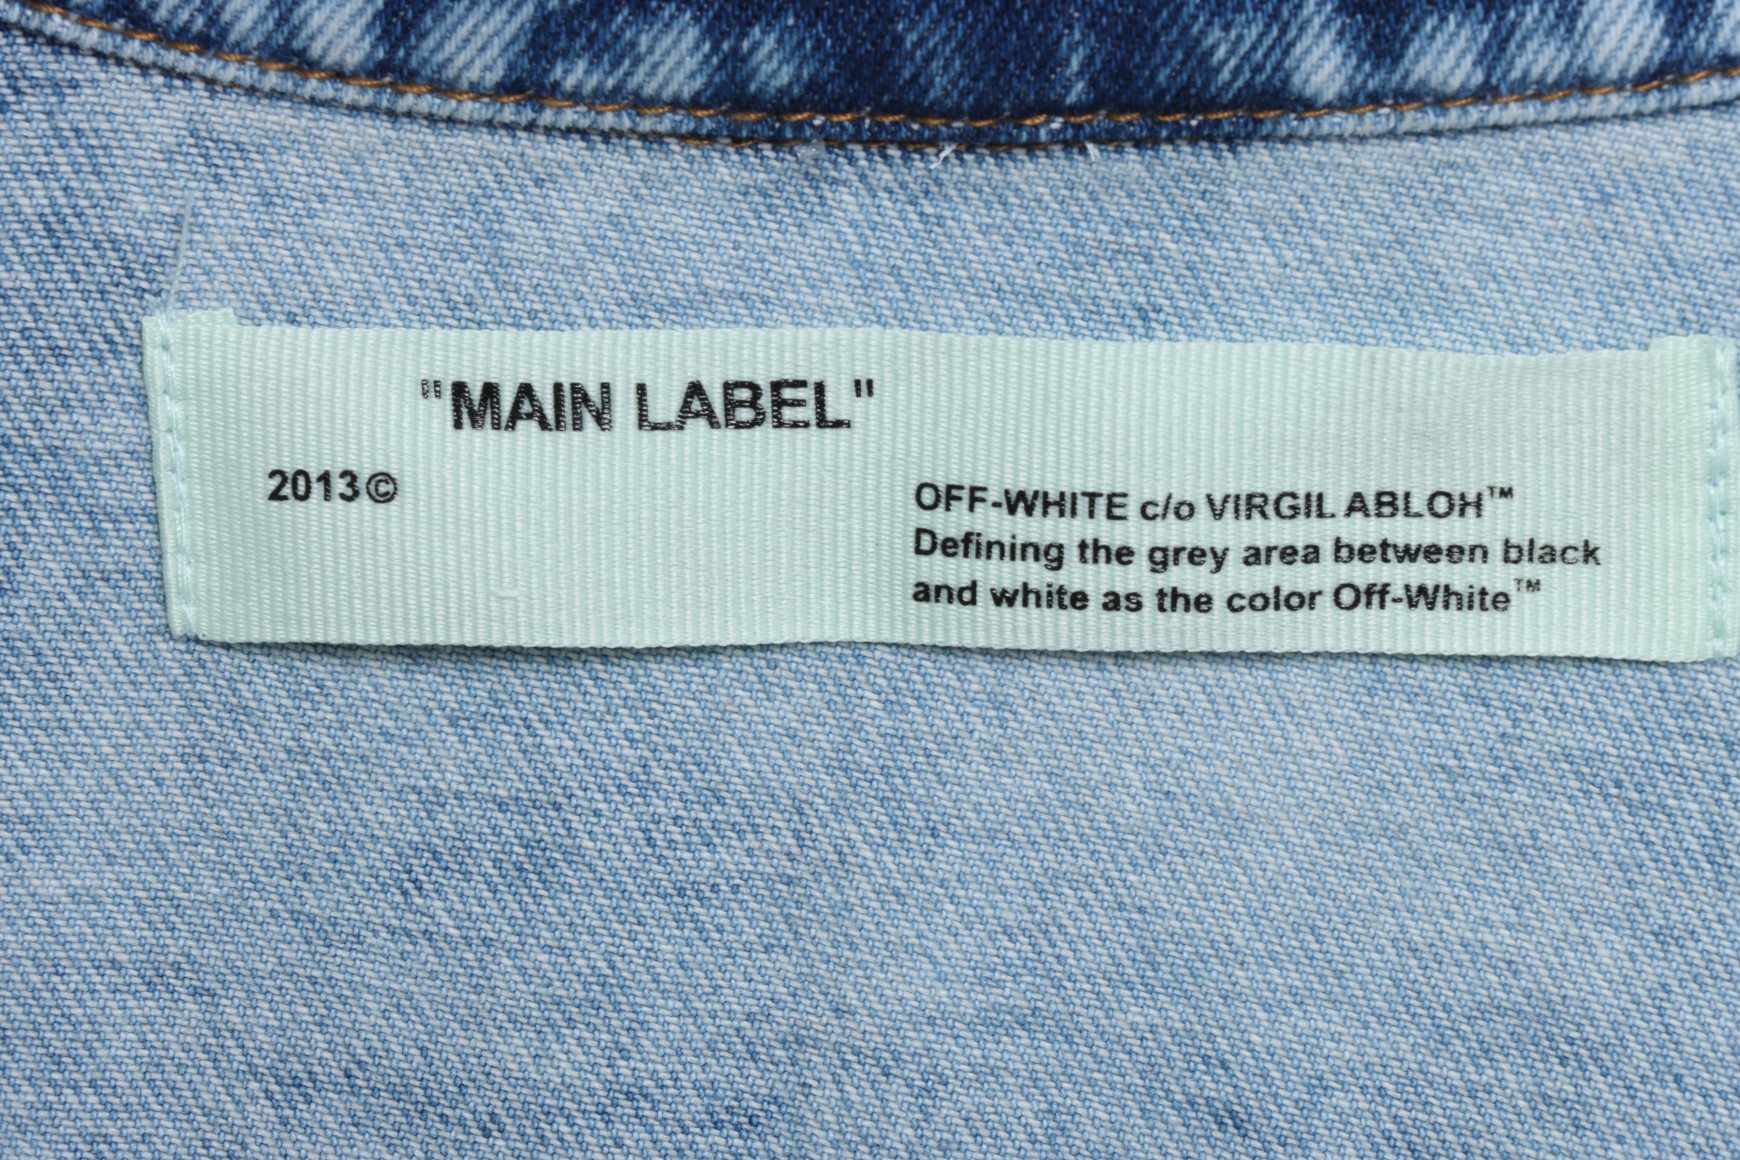 "MAIN LABEL"
2013©
OFF-WHITE c/o VIRGIL ABLOH™
Defining the grey area between black
and white as the color Off-White™